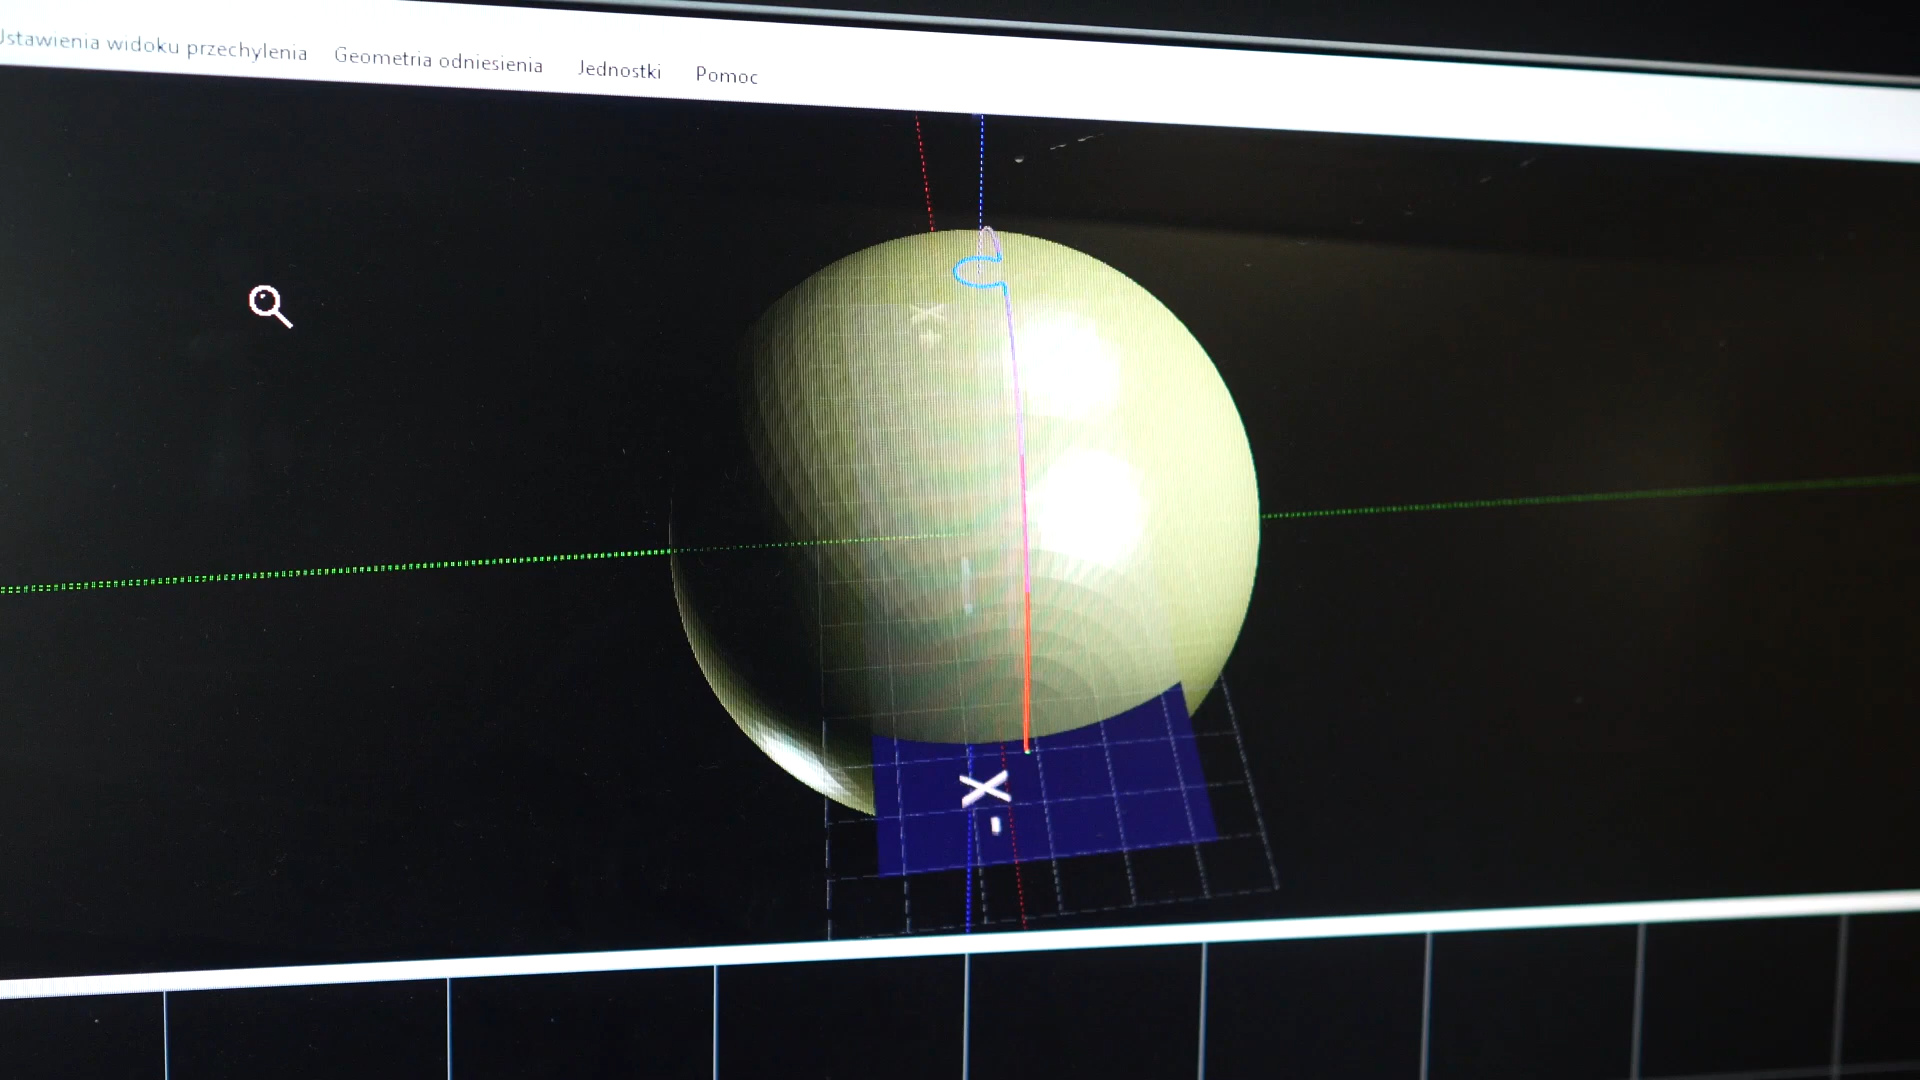 Ustawienia widoku przechylenia Geometria odniesienia Jednostki Pomoc
X
+
X
-